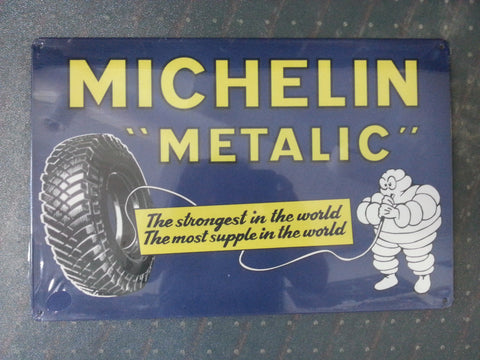 MICHELIN
"METALIC"
The strongest in the world
The most supple in the world